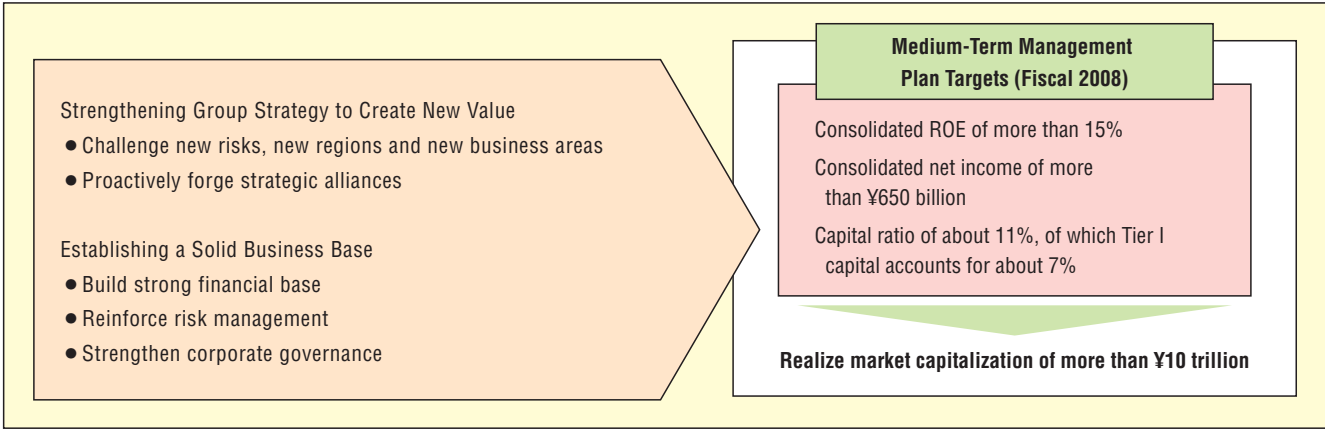 Strengthening Group Strategy to Create New Value
● Challenge new risks, new regions and new business areas
● Proactively forge strategic alliances
Establishing a Solid Business Base
● Build strong financial base
● Reinforce risk management
● Strengthen corporate governance
Medium-Term Management
Plan Targets (Fiscal 2008)
Consolidated ROE of more than 15%
Consolidated net income of more
than ¥650 billion
Capital ratio of about 11%, of which Tier I
capital accounts for about 7%
Realize market capitalization of more than ¥10 trillion